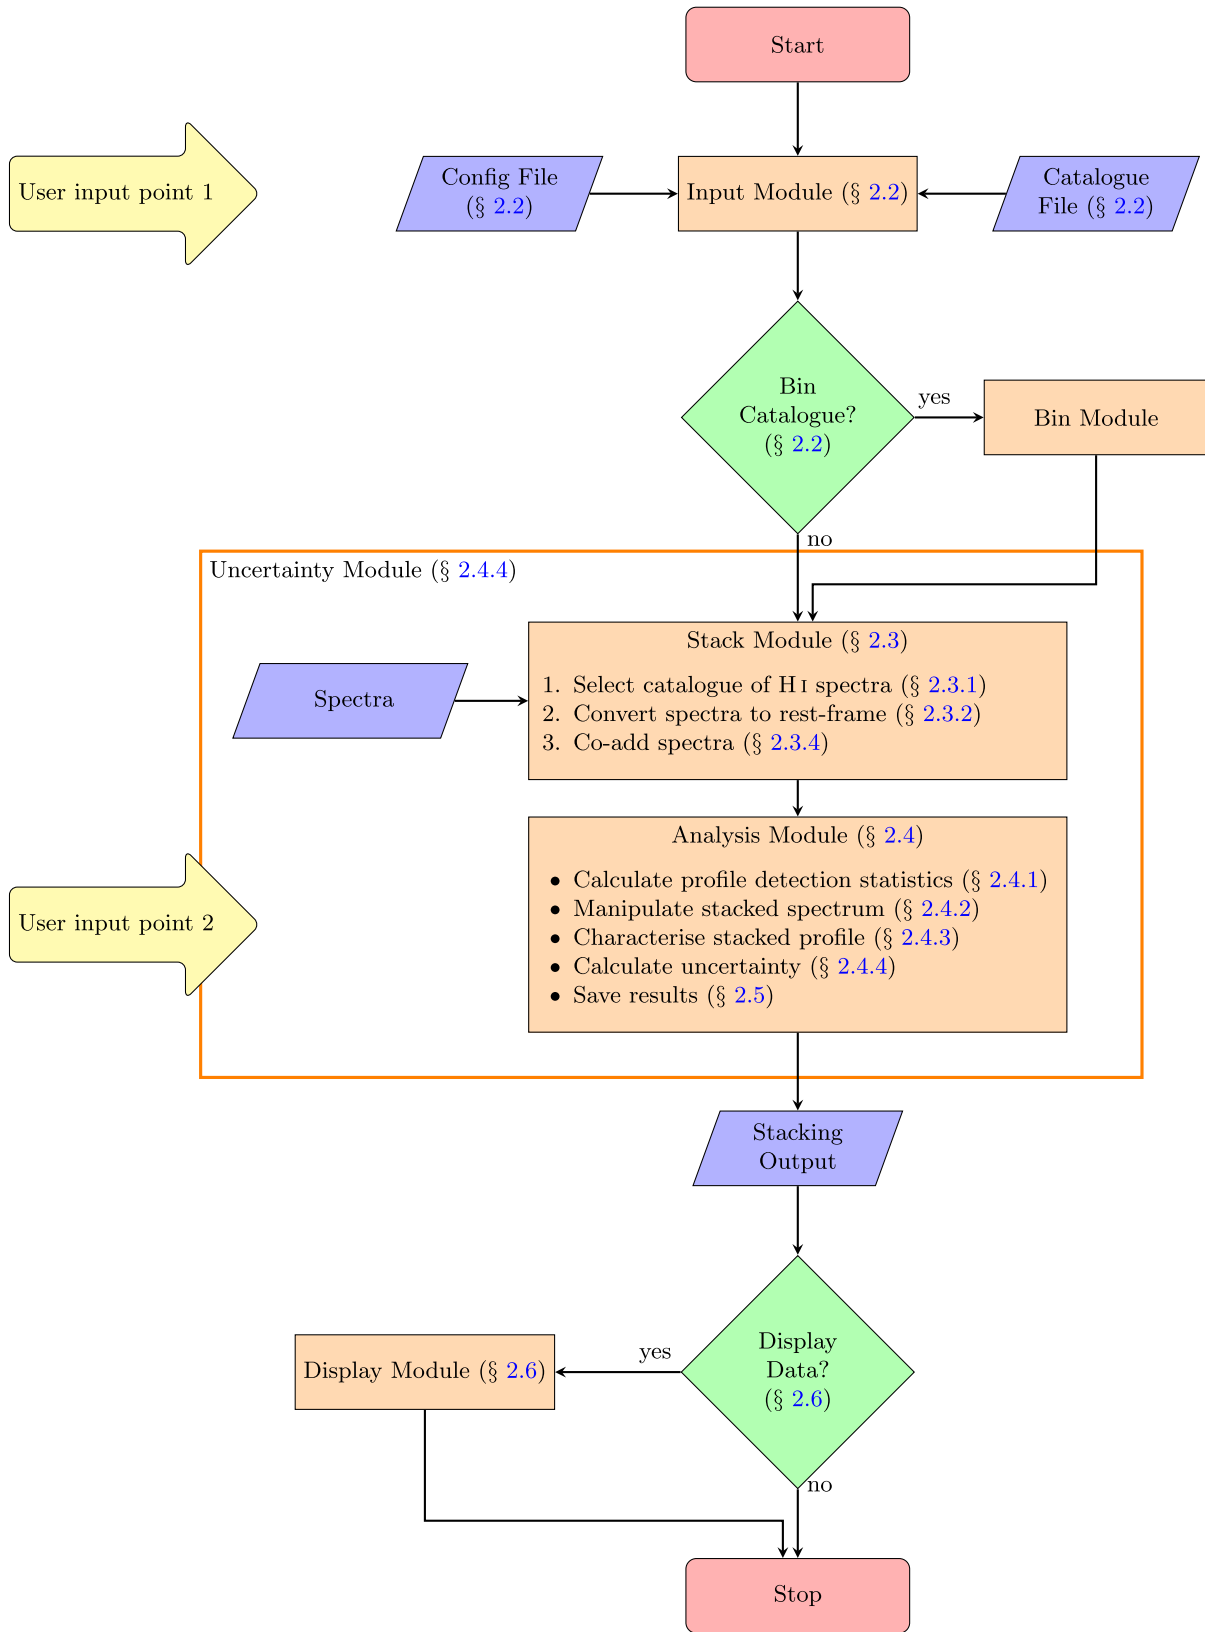 Start
User input point 1
Config File
(§ 2.2)
Input Module (§ 2.2)
Catalogue
File (§ 2.2)
Bin
Catalogue?
(§ 2.2)
yes
Bin Module
no
Uncertainty Module (§ 2.4.4)
Spectra
Stack Module (§ 2.3)
1. Select catalogue of H I spectra (§ 2.3.1)
2. Convert spectra to rest-frame (§ 2.3.2)
3. Co-add spectra (§ 2.3.4)
User input point 2
Analysis Module (§ 2.4)
• Calculate profile detection statistics (§ 2.4.1)
• Manipulate stacked spectrum (§ 2.4.2)
• Characterise stacked profile (§ 2.4.3)
• Calculate uncertainty (§ 2.4.4)
• Save results (§ 2.5)
Stacking
Output
Display
Data?
(§ 2.6)
yes
Display Module (§ 2.6)
no
Stop